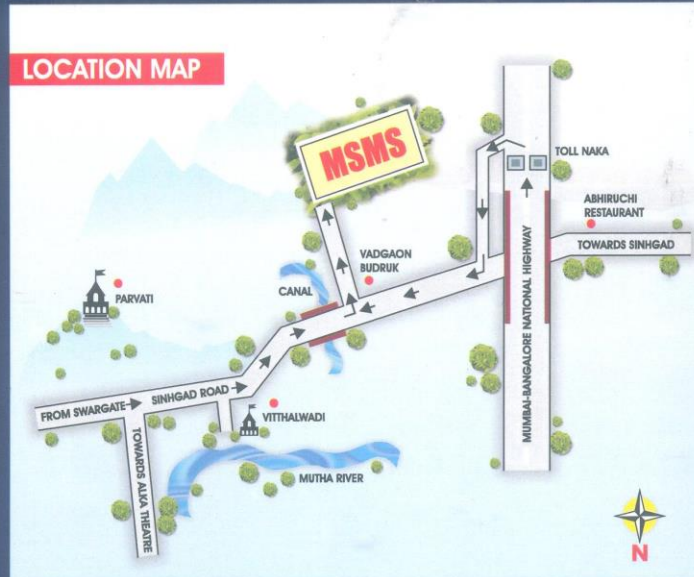 LOCATION MAP
MSMS
TOLL NAKA
ABHIRUCHI
RESTAURANT
TOWARDS SINHGAD
VADGAON
BUDRUK
CANAL
PARVATI
MUMBAI-BANGALORE NATIONAL HIGHWAY
FROM SWARGATE
SINHGAD ROAD
VITTHALWADI
TOWARDS ALKA THEATRE
MUTHA RIVER
N